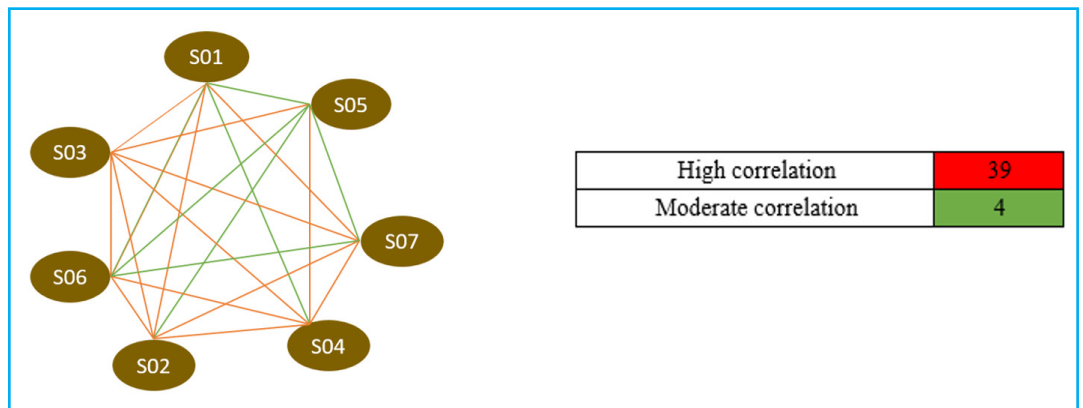 S01
S05
S03
S07
S06
S04
S02
High correlation 39
Moderate correlation 4